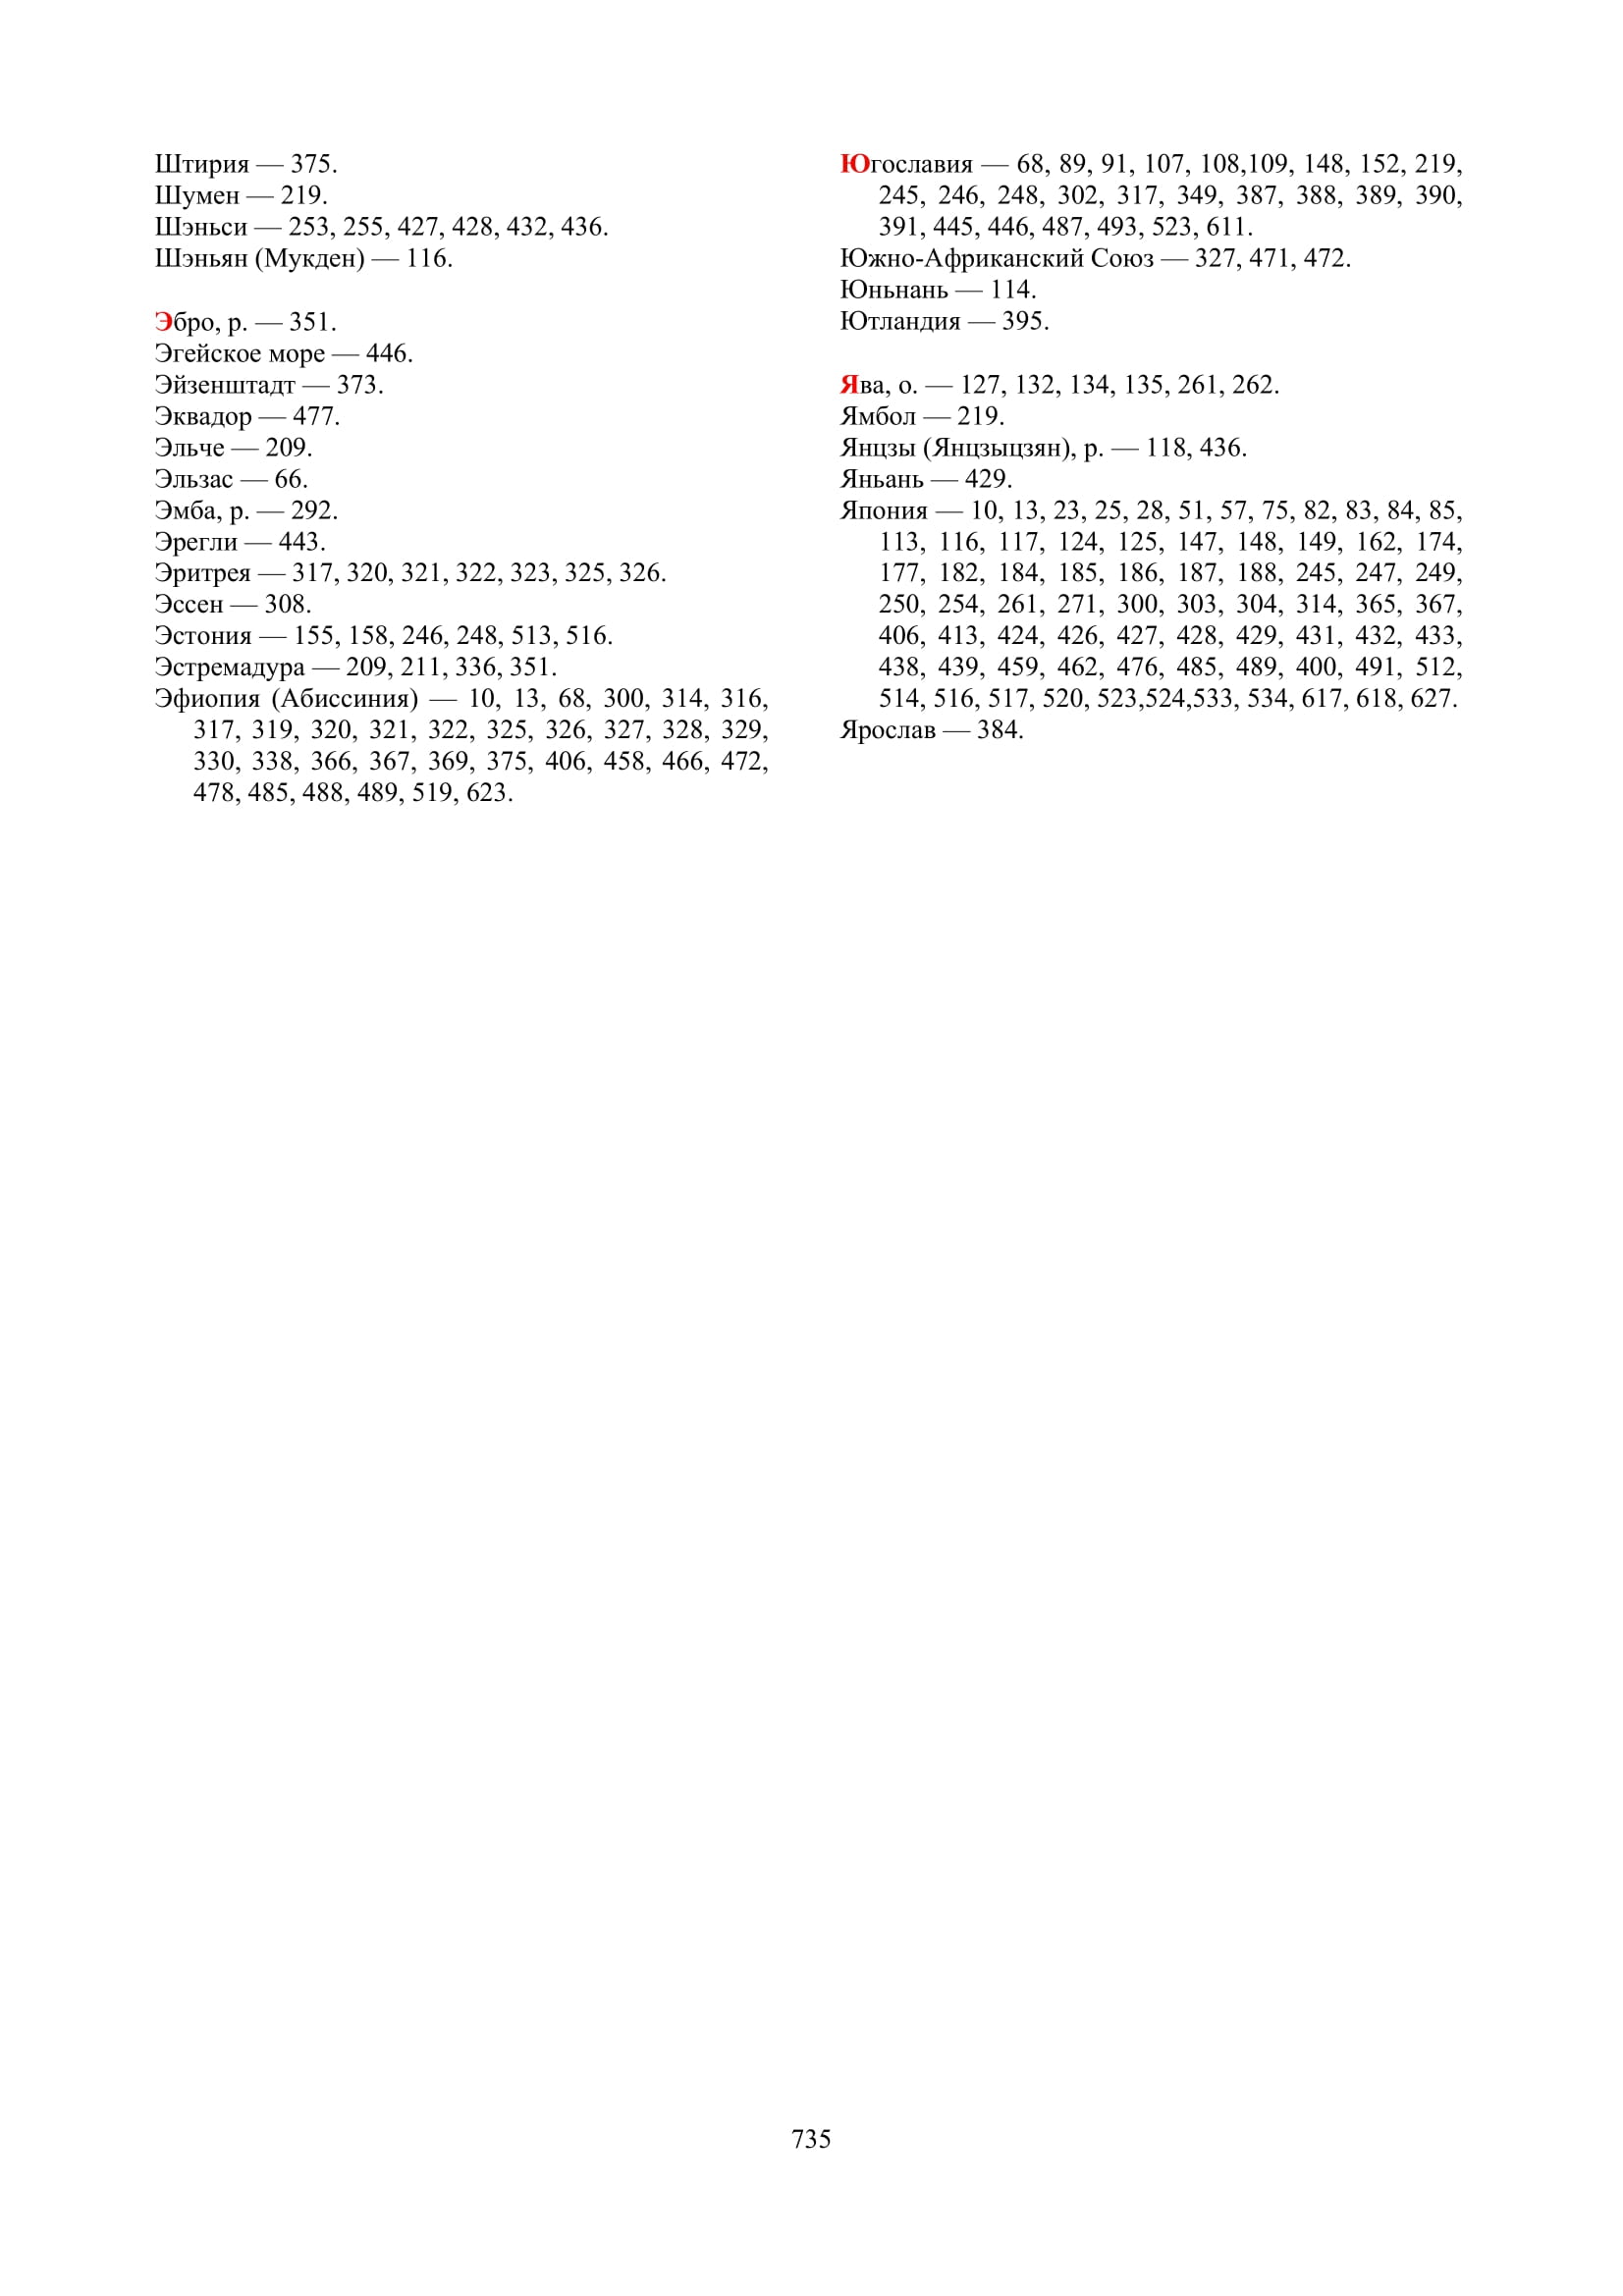 Штирия — 375.
Шумен — 219.
Шэньси — 253, 255, 427, 428, 432, 436.
Шэньян (Мукден) — 116.
Эбро, р. — 351.
Эгейское море — 446.
Эйзенштадт — 373.
Эквадор — 477.
Эльче — 209.
Эльзас — 66.
Эмба, р. — 292.
Эрегли — 443.
Эритрея — 317, 320, 321, 322, 323, 325, 326.
Эссен — 308.
Эстония — 155, 158, 246, 248, 513, 516.
Эстремадура — 209, 211, 336, 351.
Эфиопия (Абиссиния) — 10, 13, 68, 300, 314, 316,
317, 319, 320, 321, 322, 325, 326, 327, 328, 329,
330, 338, 366, 367, 369, 375, 406, 458, 466, 472,
478, 485, 488, 489, 519, 623.
Югославия — 68, 89, 91, 107, 108,109, 148, 152, 219,
245, 246, 248, 302, 317, 349, 387, 388, 389, 390,
391, 445, 446, 487, 493, 523, 611.
Южно-Африканский Союз — 327, 471, 472.
Юньнань — 114.
Ютландия — 395.
Ява, о. — 127, 132, 134, 135, 261, 262.
Ямбол — 219.
Янцзы (Янцзыцзян), р. — 118, 436.
Яньань — 429.
Япония — 10, 13, 23, 25, 28, 51, 57, 75, 82, 83, 84, 85,
113, 116, 117, 124, 125, 147, 148, 149, 162, 174,
177, 182, 184, 185, 186, 187, 188, 245, 247, 249,
250, 254, 261, 271, 300, 303, 304, 314, 365, 367,
406, 413, 424, 426, 427, 428, 429, 431, 432, 433,
438, 439, 459, 462, 476, 485, 489, 400, 491, 512,
514, 516, 517, 520, 523,524,533, 534, 617, 618, 627.
Ярослав — 384.
735